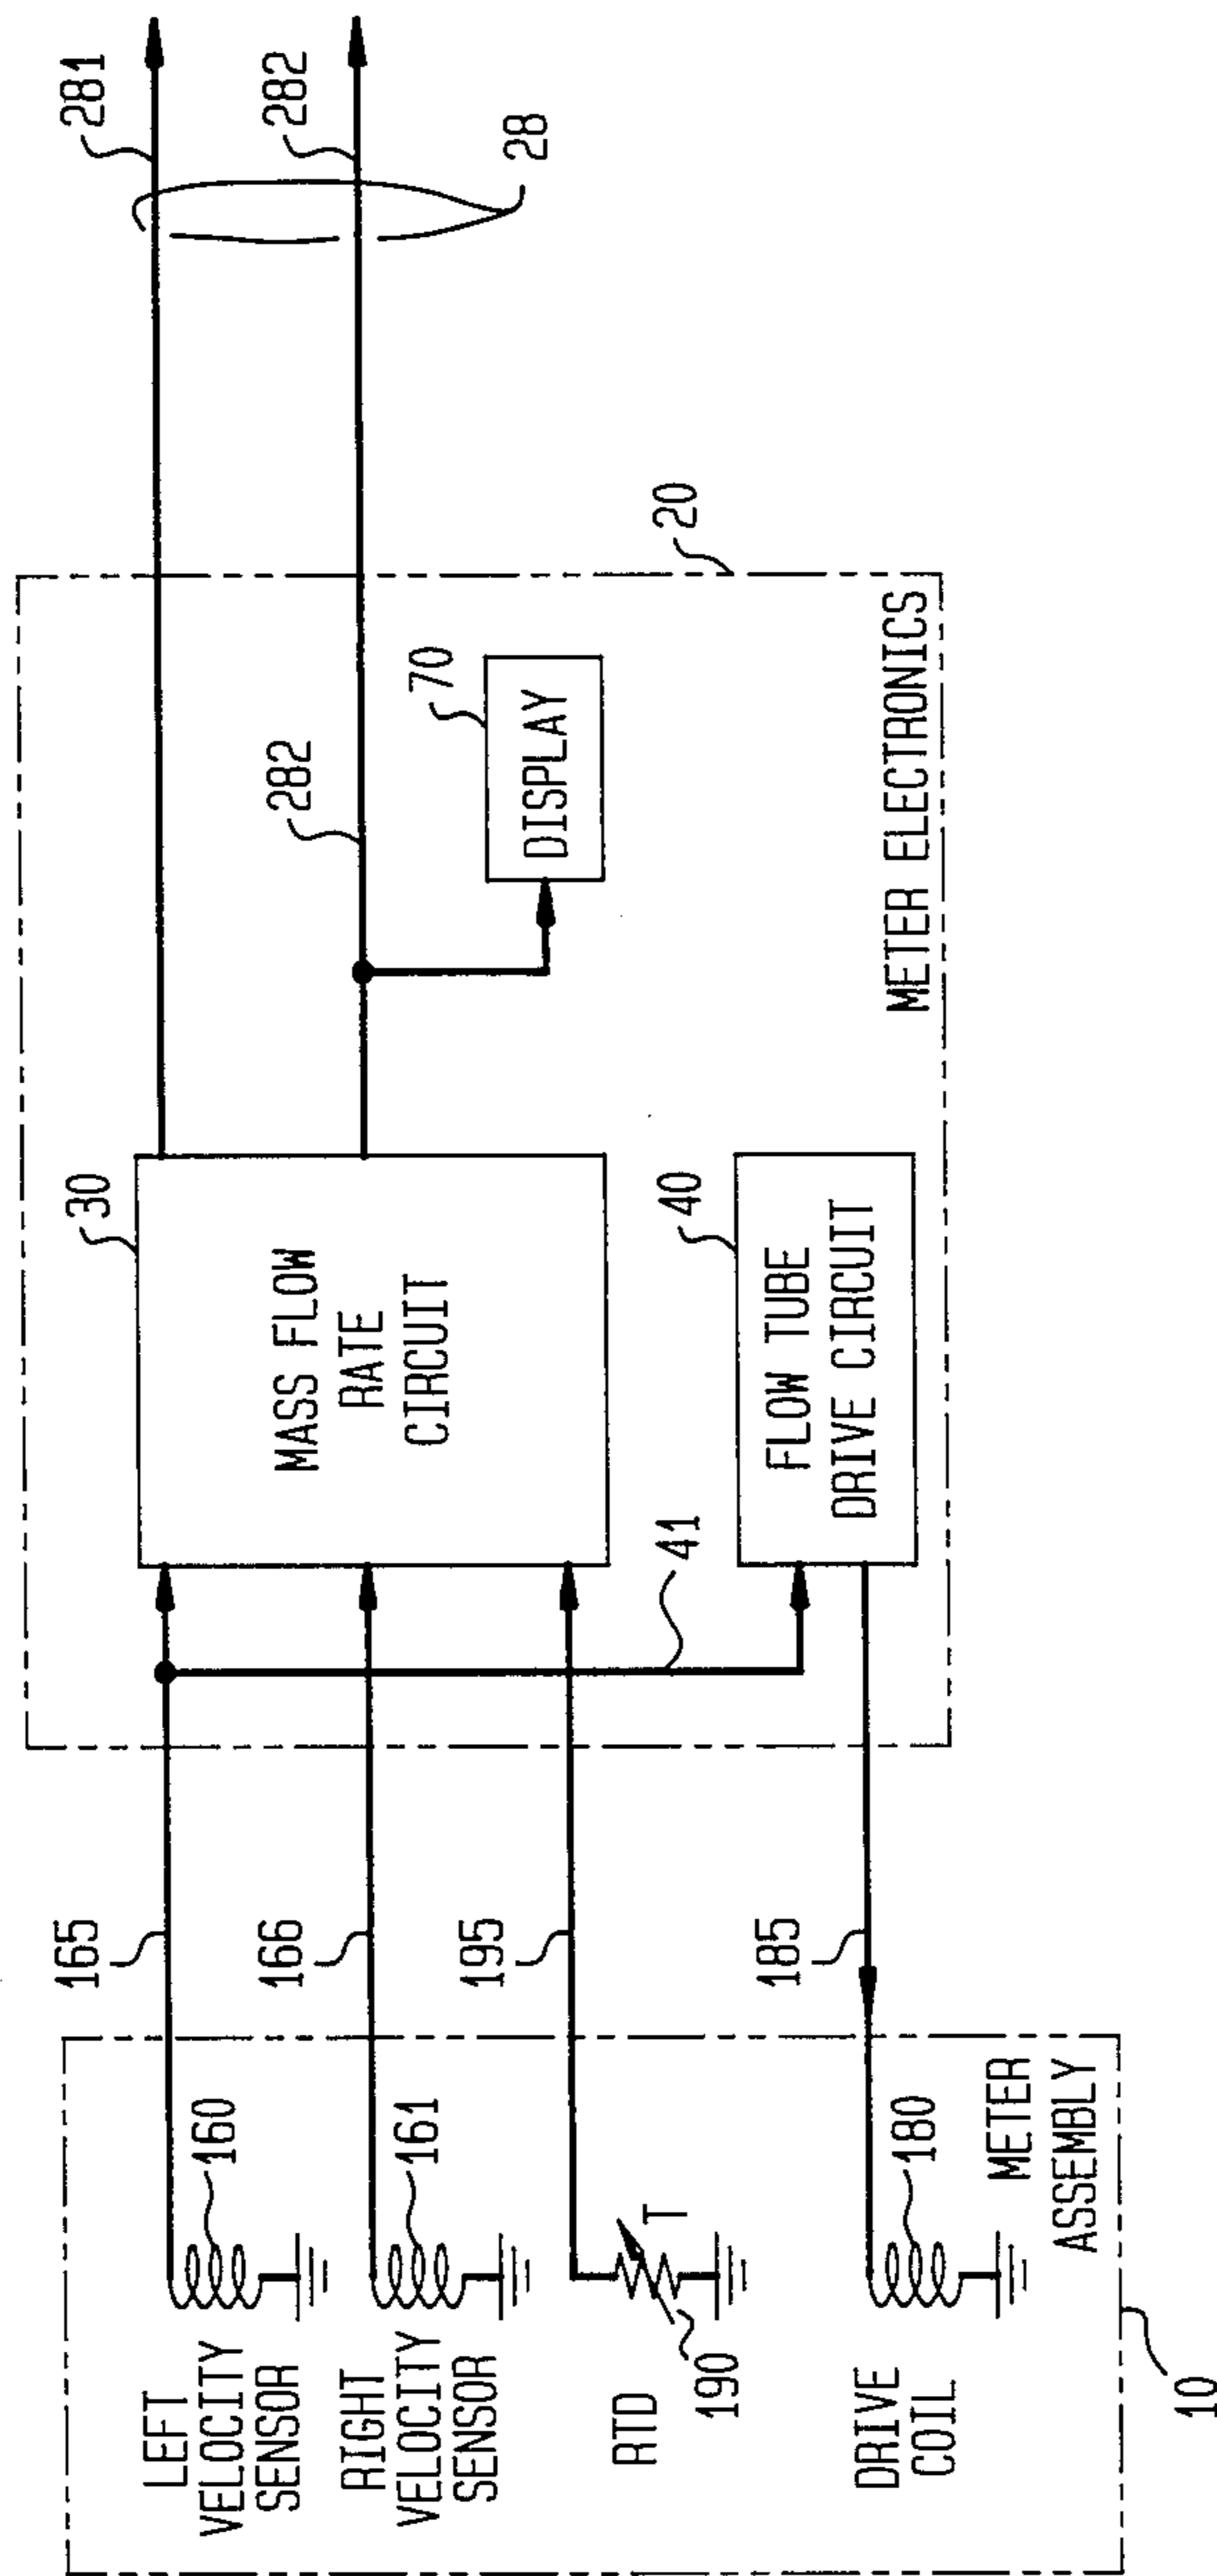 LEFT
VELOCITY
SENSOR
160
165
RIGHT
VELOCITY
SENSOR
161
166
RTD
190
T
195
DRIVE
COIL
180
185
METER
ASSEMBLY
10
30
MASS FLOW
RATE
CIRCUIT
41
40
FLOW TUBE
DRIVE CIRCUIT
282
70
DISPLAY
METER ELECTRONICS
20
281
282
28